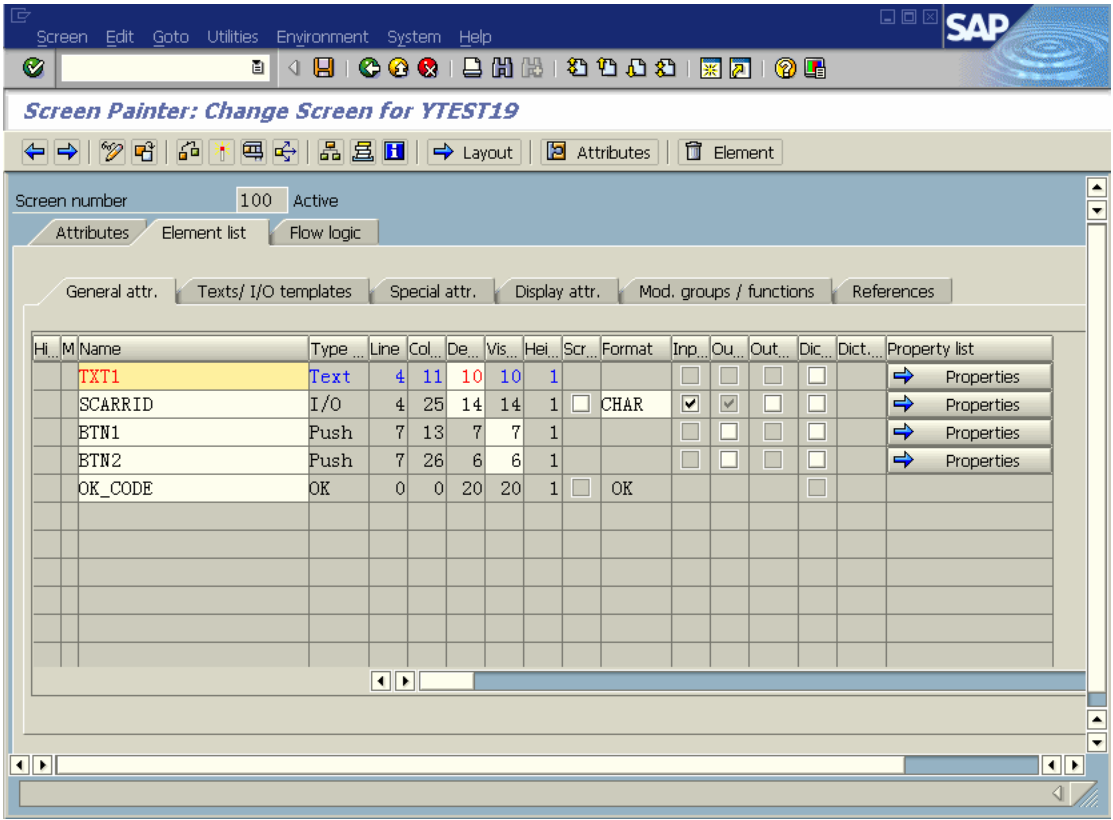 Screen Edit Goto Utilities Environment System Help
SAP
Screen Painter: Change Screen for YTEST19
Layout Attributes Element
Screen number 100 Active
Attributes Element list Flow logic
General attr. Texts/ I/O templates Special attr. Display attr. Mod. groups / functions References
Hi... M Name Type ... Line Col... De... Vis... Hei... Scr... Format Inp... Ou... Out... Dic... Dict.... Property list
TXT1 Text 4 11 10 10 1 Properties
SCARRID I/O 4 25 14 14 1 CHAR Properties
BTN1 Push 7 13 7 7 1 Properties
BTN2 Push 7 26 6 6 1 Properties
OK_CODE OK 0 0 20 20 1 OK